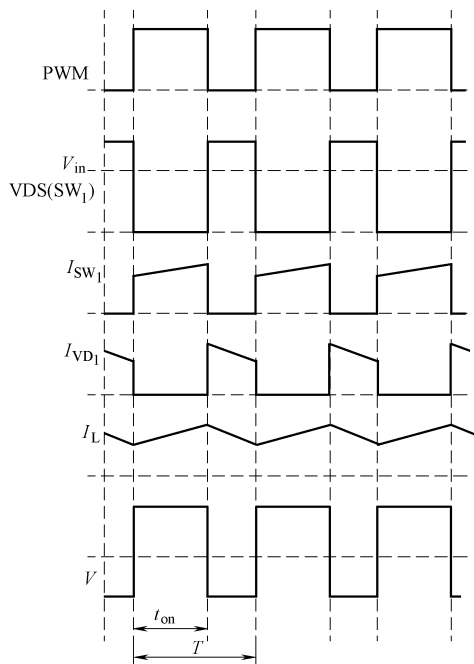 PWM
V_in
VDS(SW_1)
I_SW_1
I_VD_1
I_L
V
t_on
T